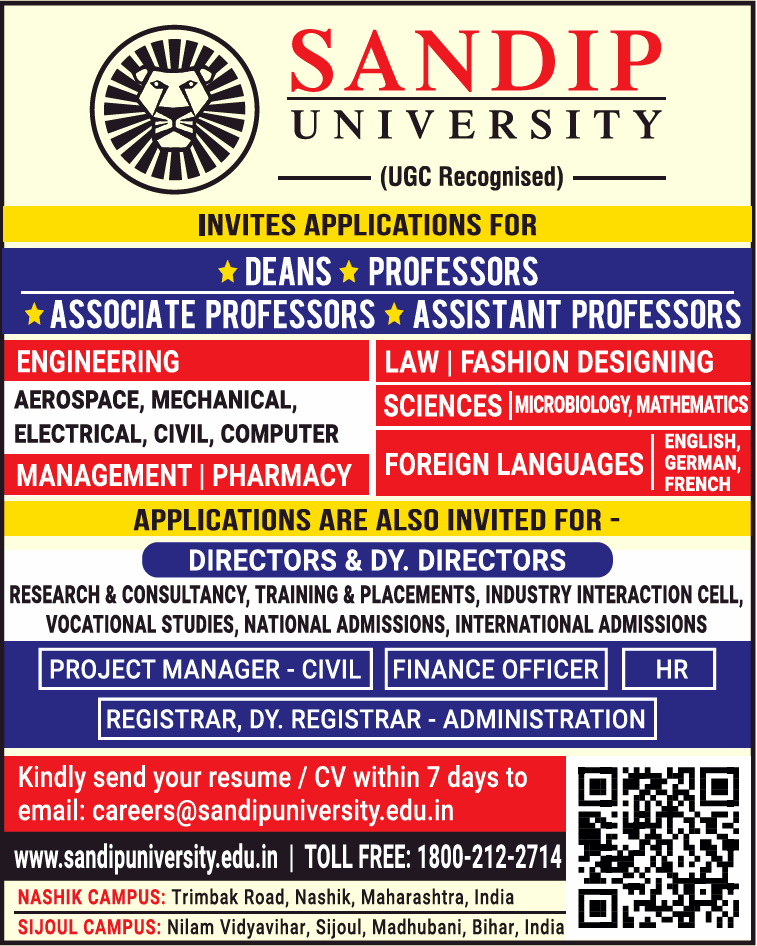 SANDIP
UNIVERSITY
(UGC Recognised)
INVITES APPLICATIONS FOR
DEANS ★ PROFESSORS
★ ASSOCIATE PROFESSORS ★ ASSISTANT PROFESSORS
ENGINEERING
AEROSPACE, MECHANICAL,
ELECTRICAL, CIVIL, COMPUTER
MANAGEMENT | PHARMACY
LAW | FASHION DESIGNING
SCIENCES | MICROBIOLOGY, MATHEMATICS
FOREIGN LANGUAGES
ENGLISH,
GERMAN,
FRENCH
APPLICATIONS ARE ALSO INVITED FOR -
DIRECTORS & DY. DIRECTORS
RESEARCH & CONSULTANCY, TRAINING & PLACEMENTS, INDUSTRY INTERACTION CELL,
VOCATIONAL STUDIES, NATIONAL ADMISSIONS, INTERNATIONAL ADMISSIONS
PROJECT MANAGER - CIVIL
FINANCE OFFICER
HR
REGISTRAR, DY. REGISTRAR - ADMINISTRATION
Kindly send your resume / CV within 7 days to
email: careers@sandipuniversity.edu.in
www.sandipuniversity.edu.in | TOLL FREE: 1800-212-2714
NASHIK CAMPUS: Trimbak Road, Nashik, Maharashtra, India
SIJOUL CAMPUS: Nilam Vidyavihar, Sijoul, Madhubani, Bihar, India